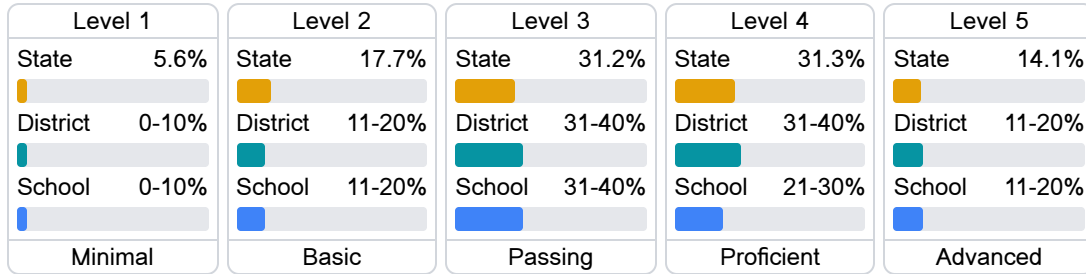 Level 1
State 5.6%
District 0-10%
School 0-10%
Minimal
Level 2
State 17.7%
District 11-20%
School 11-20%
Basic
Level 3
State 31.2%
District 31-40%
School 31-40%
Passing
Level 4
State 31.3%
District 31-40%
School 21-30%
Proficient
Level 5
State 14.1%
District 11-20%
School 11-20%
Advanced